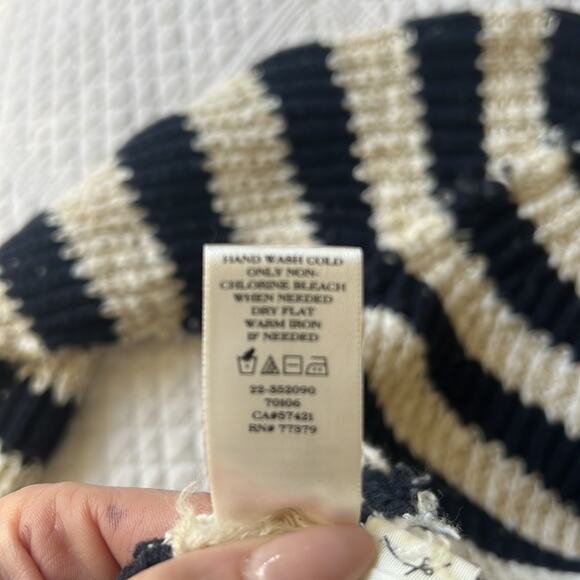 HAND WASH COLD
ONLY NON-
CHLORINE BLEACH
WHEN NEEDED
DRY FLAT
WARM IRON
IF NEEDED
22-352090
70106
CA#57421
RN# 77379